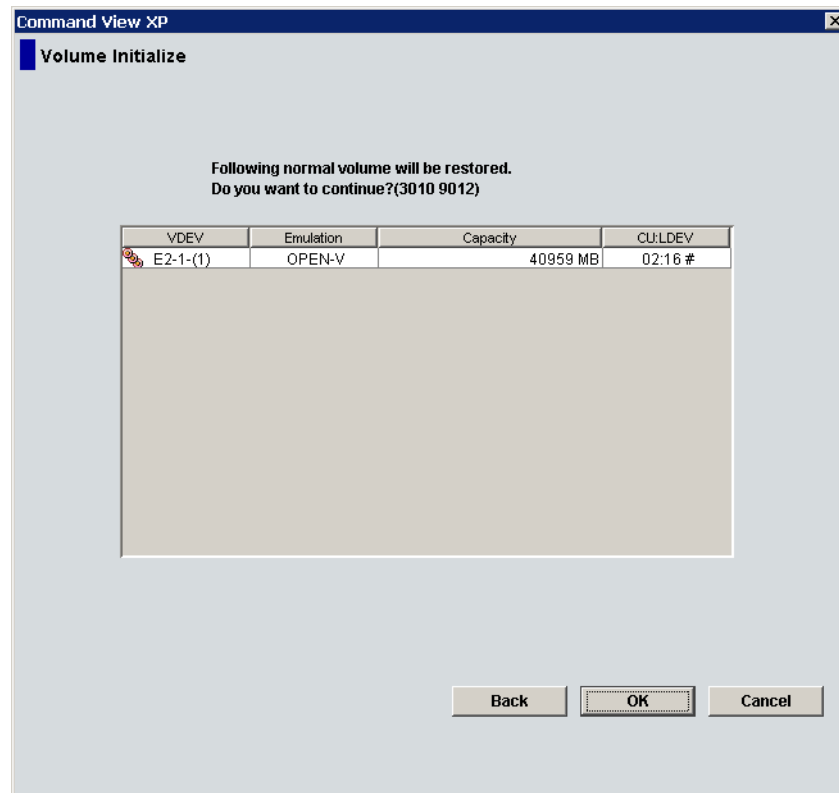 Command View XP
Volume Initialize
Following normal volume will be restored.
Do you want to continue?(3010 9012)
VDEV Emulation Capacity CU:LDEV
E2-1-(1) OPEN-V 40959 MB 02:16 #
Back OK Cancel